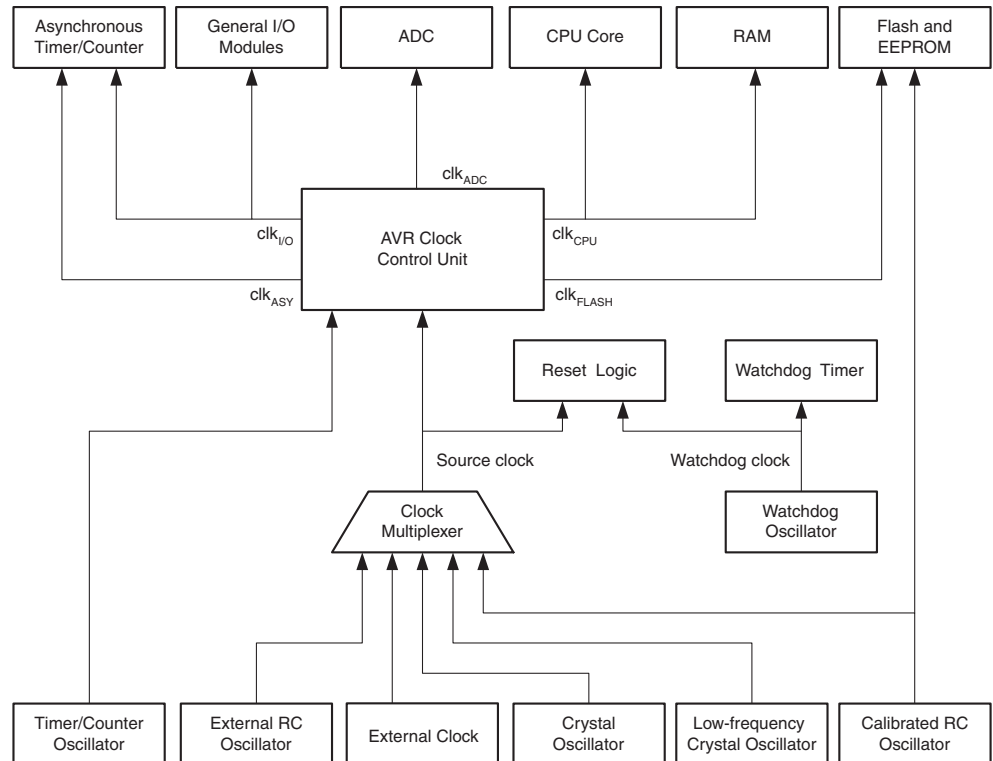 Asynchronous
Timer/Counter
General I/O
Modules
ADC
CPU Core
RAM
Flash and
EEPROM
clkADC
clkI/O
AVR Clock
Control Unit
clkCPU
clkASY
clkFLASH
Reset Logic
Watchdog Timer
Source clock
Watchdog clock
Clock
Multiplexer
Watchdog
Oscillator
Timer/Counter
Oscillator
External RC
Oscillator
External Clock
Crystal
Oscillator
Low-frequency
Crystal Oscillator
Calibrated RC
Oscillator